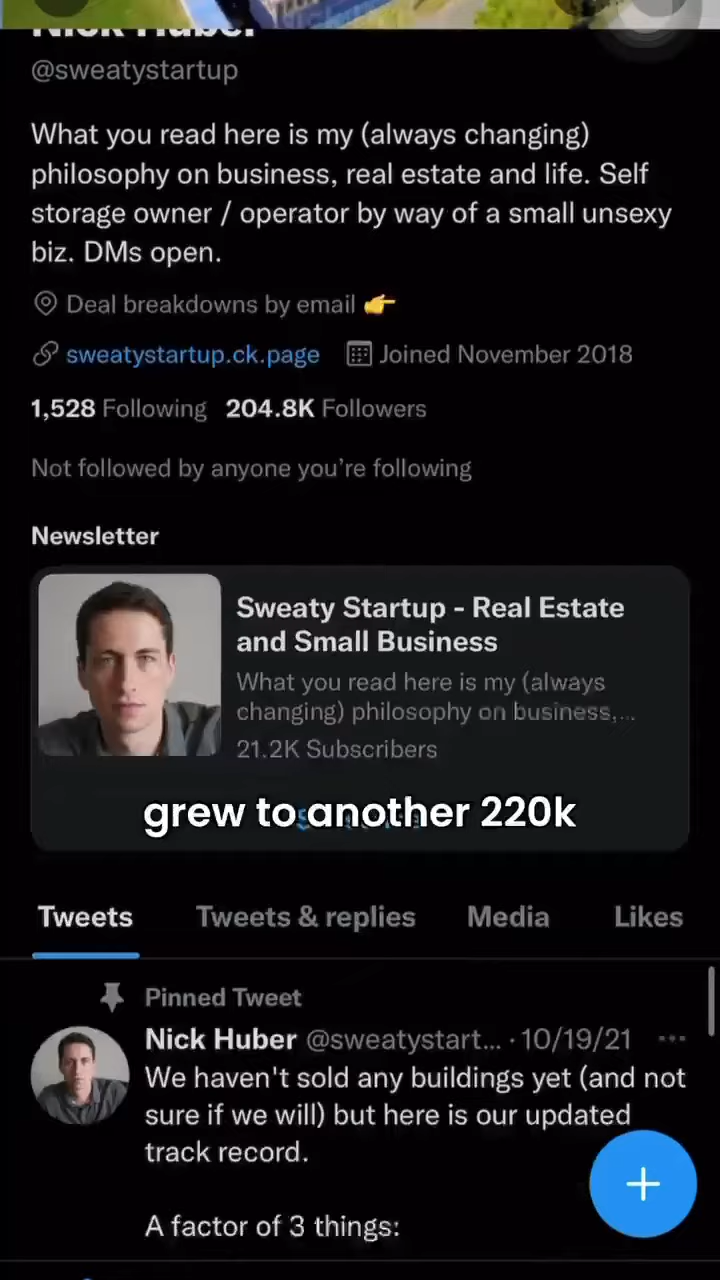 Nick Huber
@sweatystartup
What you read here is my (always changing)
philosophy on business, real estate and life. Self
storage owner / operator by way of a small unsexy
biz. DMs open.
Deal breakdowns by email 👉
sweatystartup.ck.page Joined November 2018
1,528 Following 204.8K Followers
Not followed by anyone you're following
Newsletter
Sweaty Startup - Real Estate
and Small Business
What you read here is my (always
changing) philosophy on business,...
21.2K Subscribers
grew to another 220k
Tweets Tweets & replies Media Likes
Pinned Tweet
Nick Huber @sweatystart... · 10/19/21
We haven't sold any buildings yet (and not
sure if we will) but here is our updated
track record.
A factor of 3 things: